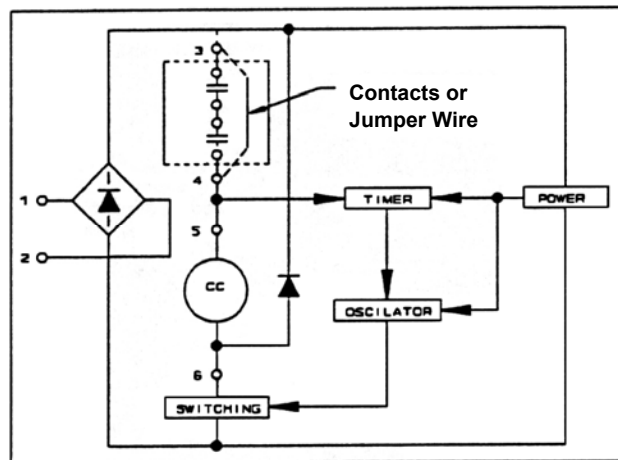 3
Contacts or
Jumper Wire
4
1
TIMER
POWER
5
2
CC
OSCILATOR
6
SWITCHING